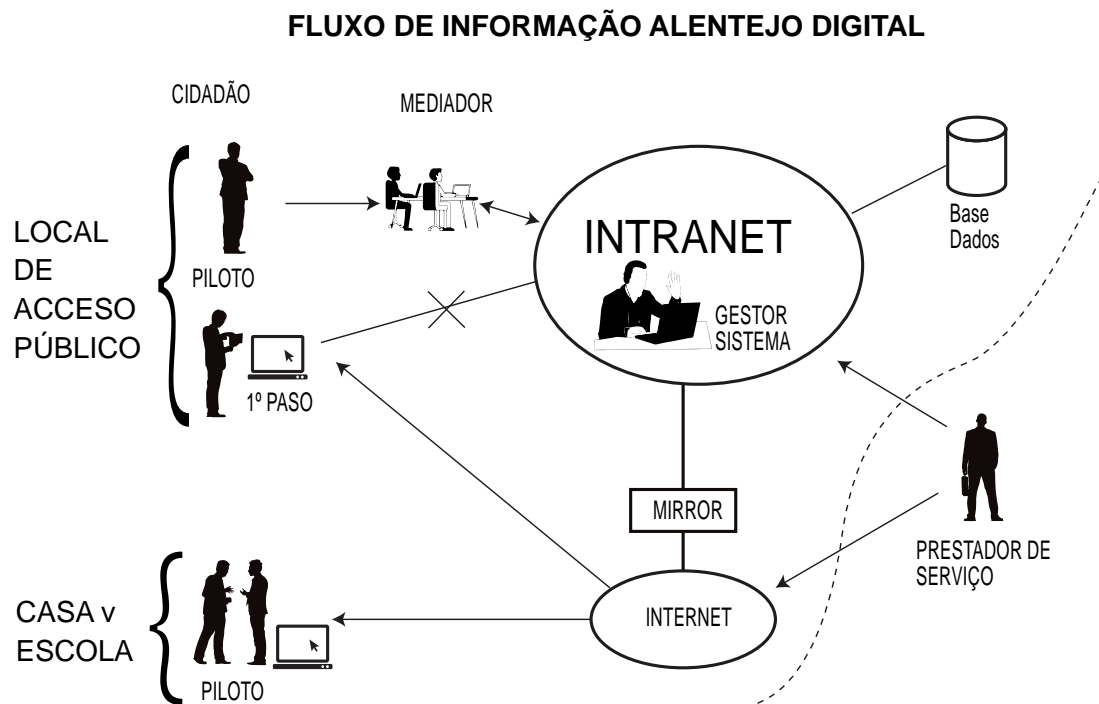 FLUXO DE INFORMAÇÃO ALENTEJO DIGITAL
CIDADÃO
MEDIADOR
LOCAL
DE
ACCESO
PÚBLICO
PILOTO
1º PASO
INTRANET
GESTOR
SISTEMA
Base
Dados
MIRROR
PRESTADOR DE
SERVIÇO
INTERNET
CASA v
ESCOLA
PILOTO